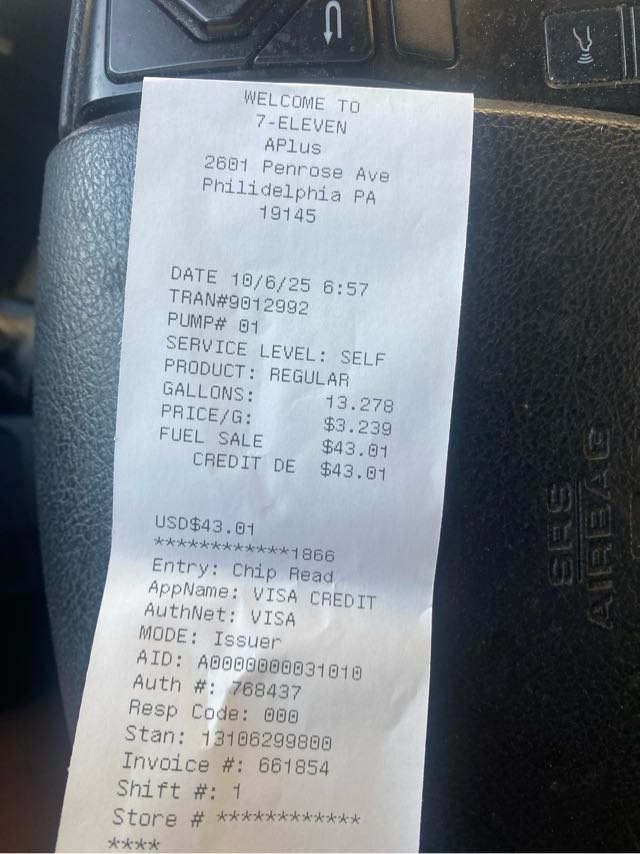 WELCOME TO
7-ELEVEN
APlus
2601 Penrose Ave
Philidelphia PA
19145
DATE 10/6/25 6:57
TRAN#9012992
PUMP# 01
SERVICE LEVEL: SELF
PRODUCT: REGULAR
GALLONS: 13.278
PRICE/G: $3.239
FUEL SALE $43.01
CREDIT DE $43.01
USD$43.01
************1866
Entry: Chip Read
AppName: VISA CREDIT
AuthNet: VISA
MODE: Issuer
AID: A0000000031010
Auth #: 768437
Resp Code: 000
Stan: 13106299800
Invoice #: 661854
Shift #: 1
Store # ************
****
SRS
AIRBAG